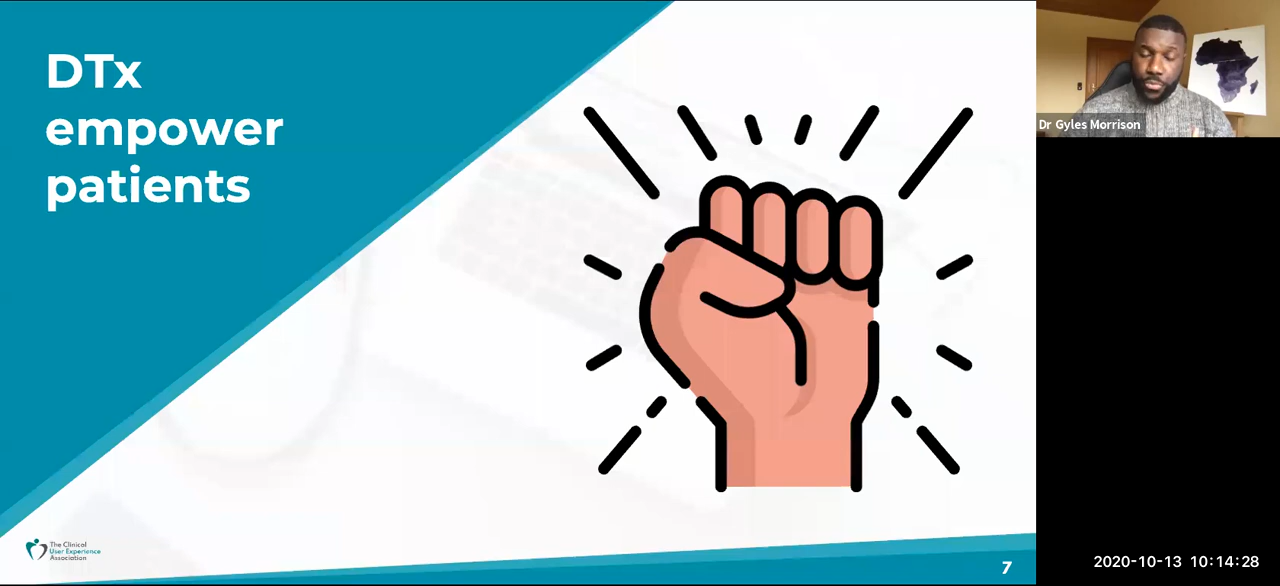 DTx
empower
patients
Dr Gyles Morrison
The Clinical
User Experience
Association
7
2020-10-13 10:14:28